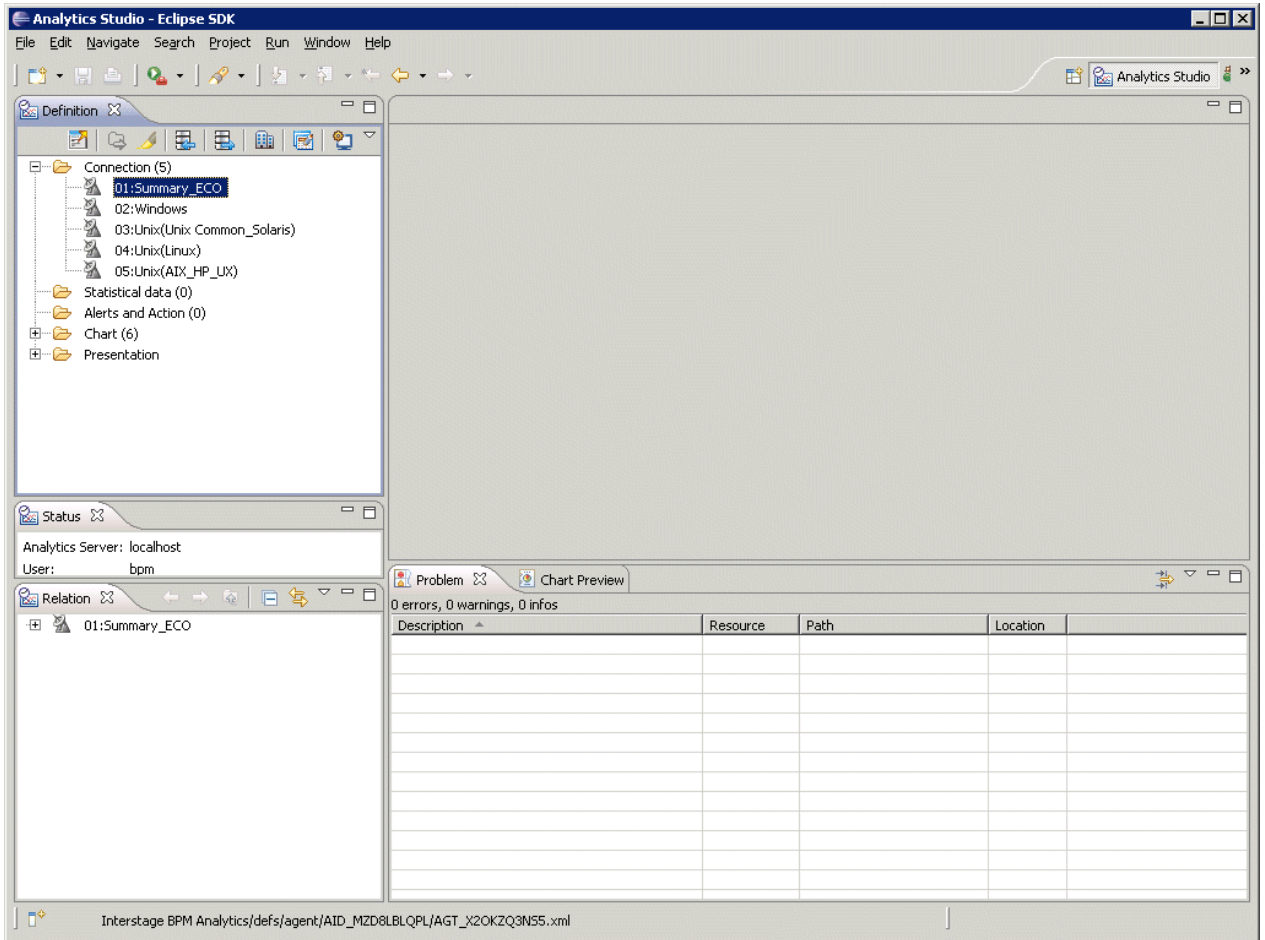 Analytics Studio - Eclipse SDK
File Edit Navigate Search Project Run Window Help
Analytics Studio »
Definition
Connection (5)
01:Summary_ECO
02:Windows
03:Unix(Unix Common_Solaris)
04:Unix(Linux)
05:Unix(AIX_HP_UX)
Statistical data (0)
Alerts and Action (0)
Chart (6)
Presentation
Status
Analytics Server: localhost
User: bpm
Relation
01:Summary_ECO
Problem Chart Preview
0 errors, 0 warnings, 0 infos
Description Resource Path Location
Interstage BPM Analytics/defs/agent/AID_MZD8LBLQPL/AGT_X2OKZQ3NS5.xml